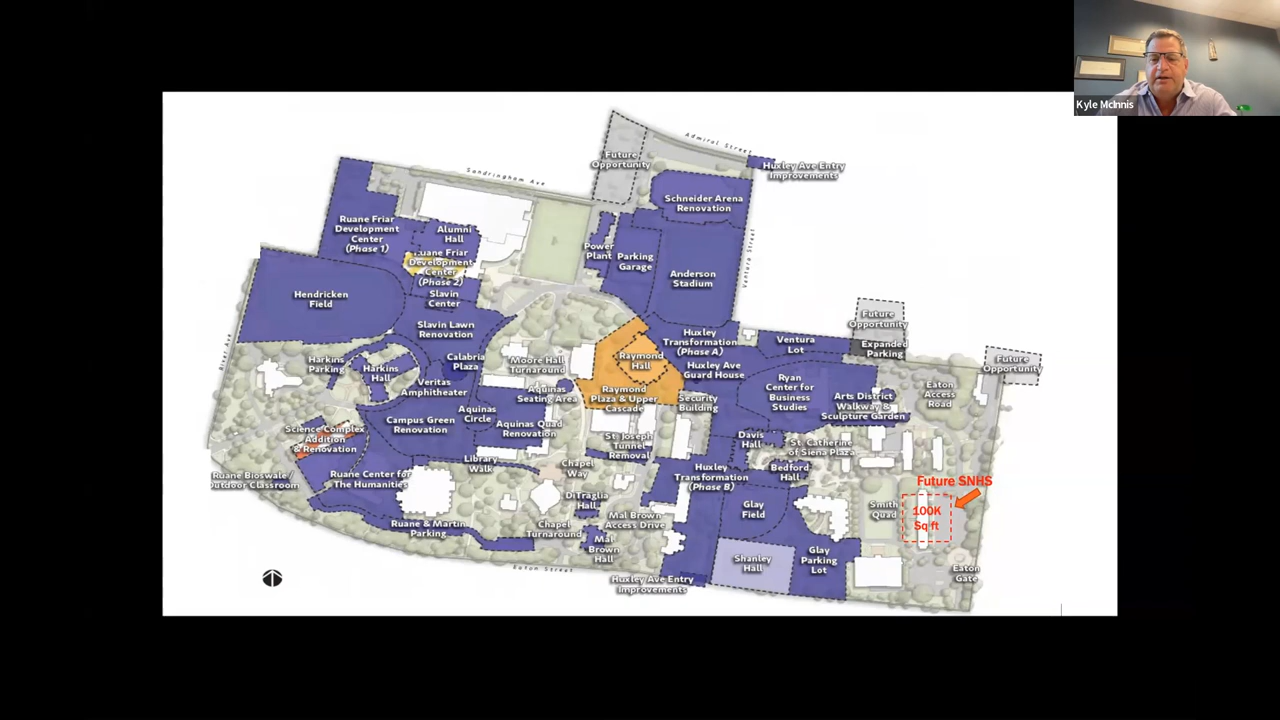 Kyle McInnis
Admiral Street
Future
Opportunity
Huxley Ave Entry
Improvements
Sandringham Ave
Schneider Arena
Renovation
Ruane Friar
Development
Center
(Phase 1)
Alumni
Hall
Ruane Friar
Development
Center
(Phase 2)
Power
Plant
Parking
Garage
Anderson
Stadium
Ventura Street
Hendricken
Field
Slavin
Center
Slavin Lawn
Renovation
Future
Opportunity
Huxley
Transformation
(Phase A)
Ventura
Lot
Expanded
Parking
Future
Opportunity
Harkins
Parking
Harkins
Hall
Calabria
Plaza
Moore Hall
Turnaround
Raymond
Hall
Huxley Ave
Guard House
Veritas
Amphitheater
Aquinas
Seating Area
Raymond
Plaza & Upper
Cascade
Security
Building
Ryan
Center for
Business
Studies
Arts District
Walkway &
Sculpture Garden
Eaton
Access
Road
Aquinas
Circle
Campus Green
Renovation
Aquinas Quad
Renovation
Science Complex
Addition
& Renovation
St. Joseph
Tunnel
Removal
Davis
Hall
St. Catherine
of Siena Plaza
Library
Walk
Chapel
Way
Huxley
Transformation
(Phase B)
Bedford
Hall
Ruane Bioswale /
Outdoor Classroom
Ruane Center for
The Humanities
Future SNHS
DiTraglia
Hall
Glay
Field
Smith
Quad
100K
Sq ft
Ruane & Martin
Parking
Chapel
Turnaround
Mal Brown
Access Drive
Mal
Brown
Hall
Shanley
Hall
Glay
Parking
Lot
Eaton
Gate
Eaton Street
Huxley Ave Entry
Improvements